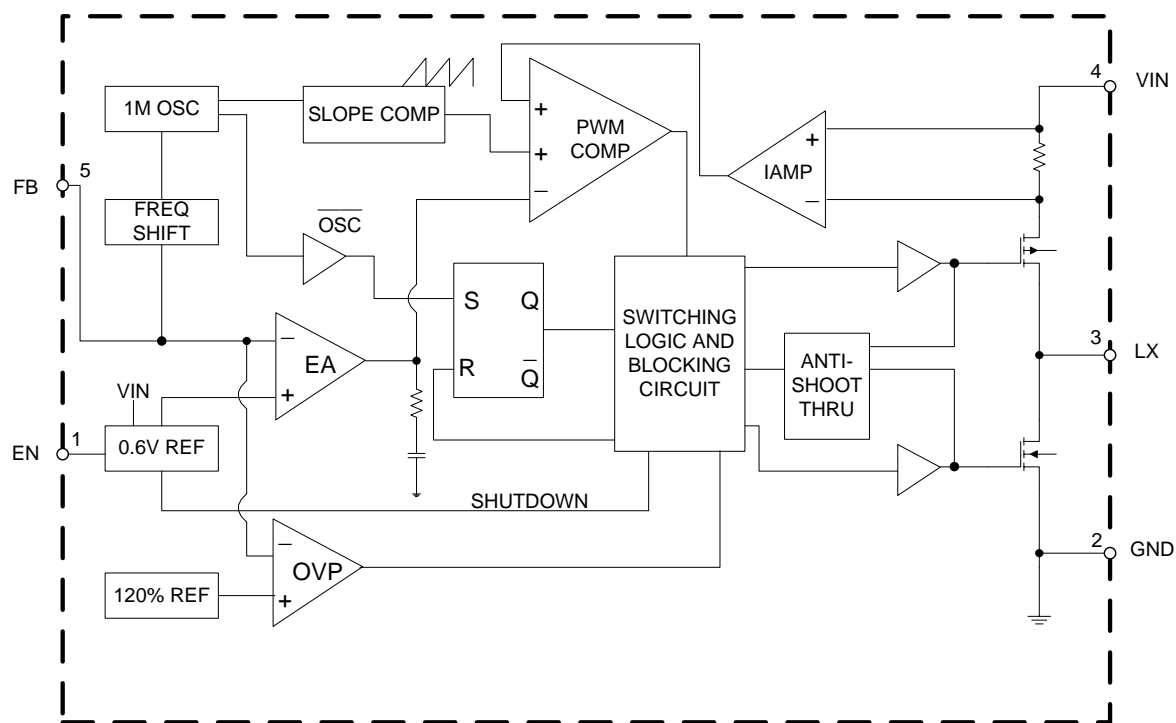 4
VIN
1M OSC
SLOPE COMP
+
+
−
PWM
COMP
+
−
IAMP
5
FB
FREQ
SHIFT
OSC
S
Q
R
Q
SWITCHING
LOGIC AND
BLOCKING
CIRCUIT
−
+
EA
ANTI-
SHOOT
THRU
3
LX
VIN
1
EN
0.6V REF
SHUTDOWN
−
+
OVP
120% REF
2
GND